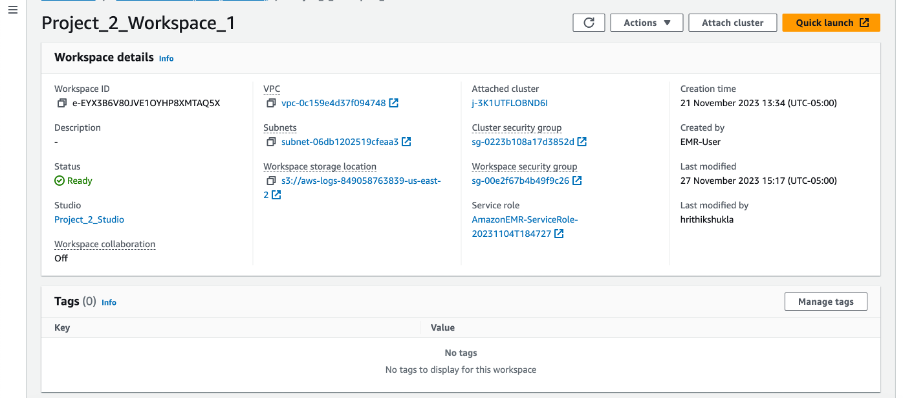 Project_2_Workspace_1
Actions
Attach cluster
Quick launch
Workspace details Info
Workspace ID
e-EYX3B6V80JVE1OYHP8XMTAQ5X
Description
-
Status
Ready
Studio
Project_2_Studio
Workspace collaboration
Off
VPC
vpc-0c159e4d37f094748
Subnets
subnet-06db1202519cfeaa3
Workspace storage location
s3://aws-logs-849058763839-us-east-
2
Attached cluster
j-3K1UTFLOBND6I
Cluster security group
sg-0223b108a17d3852d
Workspace security group
sg-00e2f67b4b49f9c26
Service role
AmazonEMR-ServiceRole-
20231104T184727
Creation time
21 November 2023 13:34 (UTC-05:00)
Created by
EMR-User
Last modified
27 November 2023 15:17 (UTC-05:00)
Last modified by
hrithikshukla
Tags (0) Info
Manage tags
Key
Value
No tags
No tags to display for this workspace